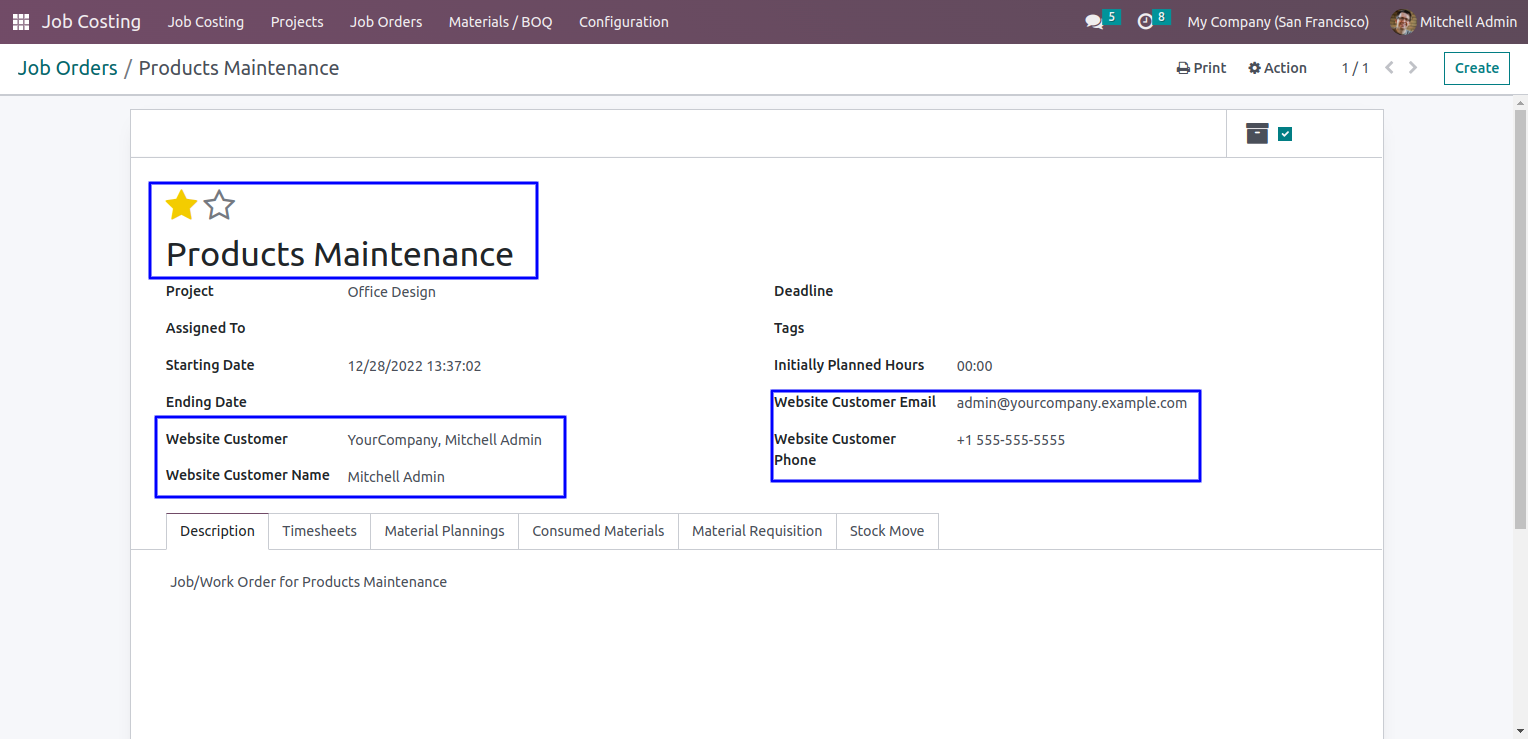 Job Costing Job Costing Projects Job Orders Materials / BOQ Configuration 5 8 My Company (San Francisco) Mitchell Admin
Job Orders / Products Maintenance Print Action 1 / 1 Create
Products Maintenance
Project Office Design Deadline
Assigned To Tags
Starting Date 12/28/2022 13:37:02 Initially Planned Hours 00:00
Ending Date Website Customer Email admin@yourcompany.example.com
Website Customer YourCompany, Mitchell Admin Website Customer +1 555-555-5555
Phone
Website Customer Name Mitchell Admin
Description Timesheets Material Plannings Consumed Materials Material Requisition Stock Move
Job/Work Order for Products Maintenance